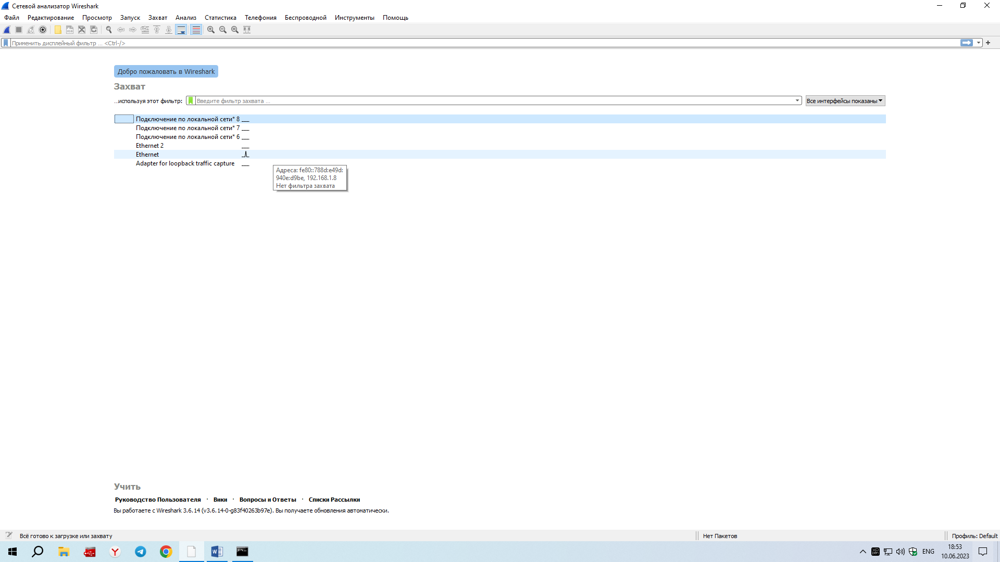 Сетевой анализатор Wireshark
Файл Редактирование Просмотр Запуск Захват Анализ Статистика Телефония Беспроводной Инструменты Помощь
Применить дисплейный фильтр ... <Ctrl-/>
Добро пожаловать в Wireshark
Захват
...используя этот фильтр: Введите фильтр захвата ... Все интерфейсы показаны
Подключение по локальной сети* 8
Подключение по локальной сети* 7
Подключение по локальной сети* 6
Ethernet 2
Ethernet
Adapter for loopback traffic capture
Адреса: fe80::788d:e49d:
940e:d9be, 192.168.1.8
Нет фильтра захвата
Учить
Руководство Пользователя · Вики · Вопросы и Ответы · Списки Рассылки
Вы работаете с Wireshark 3.6.14 (v3.6.14-0-g83f40263b97e). Вы получаете обновления автоматически.
Всё готово к загрузке или захвату Нет Пакетов Профиль: Default
ENG 18:53
10.06.2023